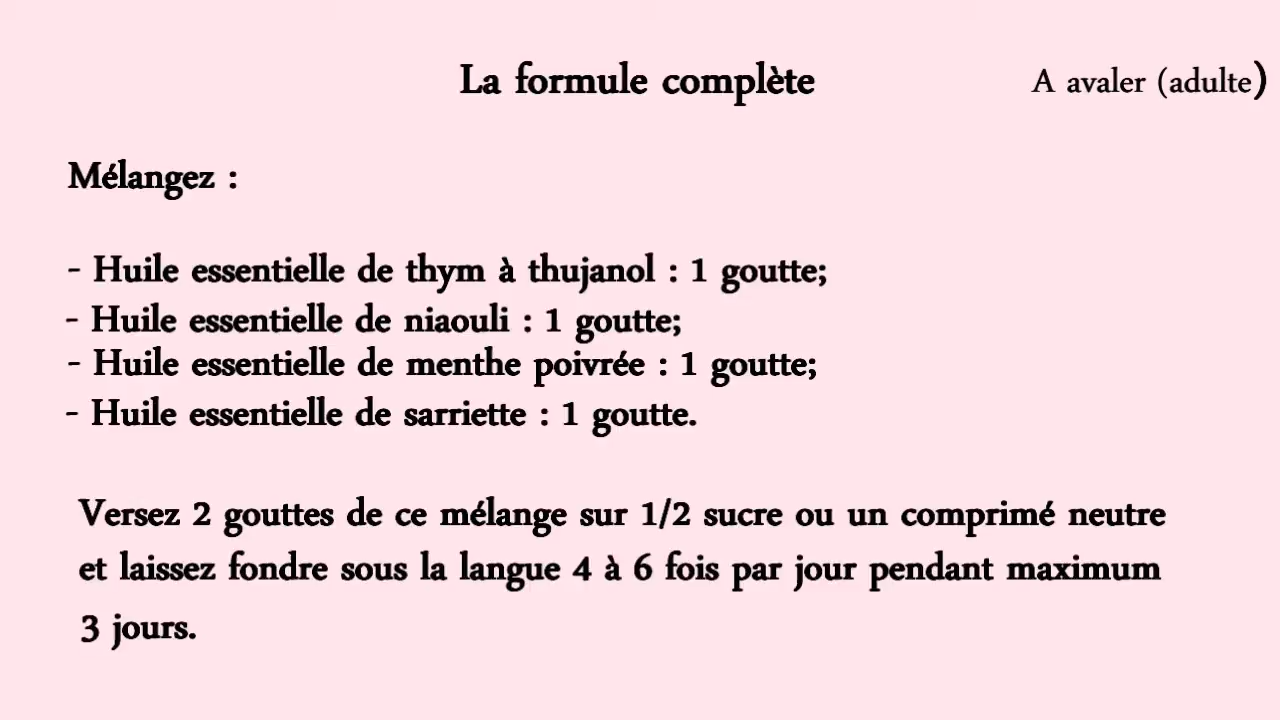 La formule complète
A avaler (adulte)
Mélangez :
- Huile essentielle de thym à thujanol : 1 goutte;
- Huile essentielle de niaouli : 1 goutte;
- Huile essentielle de menthe poivrée : 1 goutte;
- Huile essentielle de sarriette : 1 goutte.
Versez 2 gouttes de ce mélange sur 1/2 sucre ou un comprimé neutre
et laissez fondre sous la langue 4 à 6 fois par jour pendant maximum
3 jours.